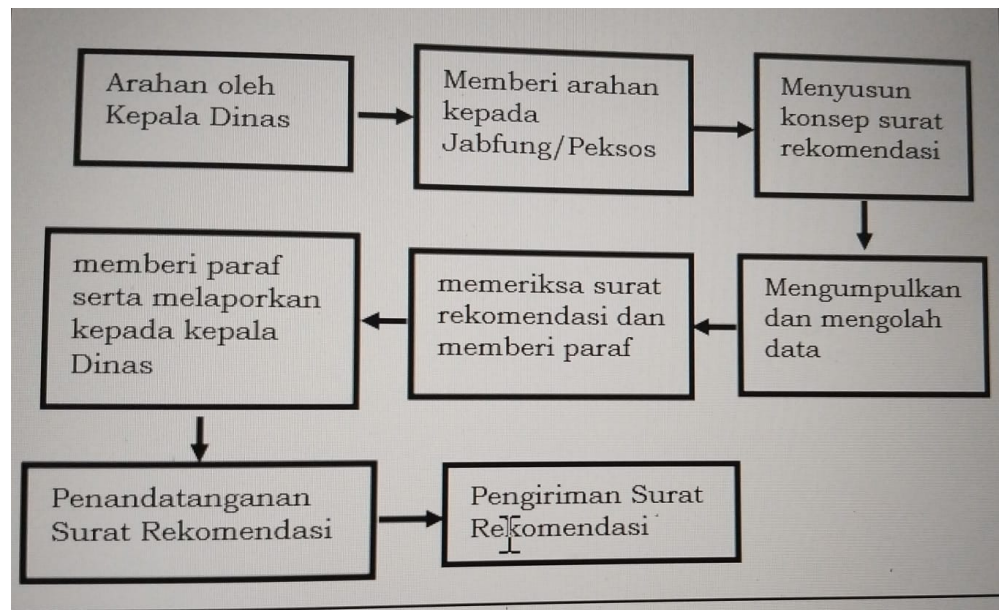 Arahan oleh
Kepala Dinas
Memberi arahan
kepada
Jabfung/Peksos
Menyusun
konsep surat
rekomendasi
Mengumpulkan
dan mengolah
data
memeriksa surat
rekomendasi dan
memberi paraf
memberi paraf
serta melaporkan
kepada kepala
Dinas
Penandatanganan
Surat Rekomendasi
Pengiriman Surat
Rekomendasi